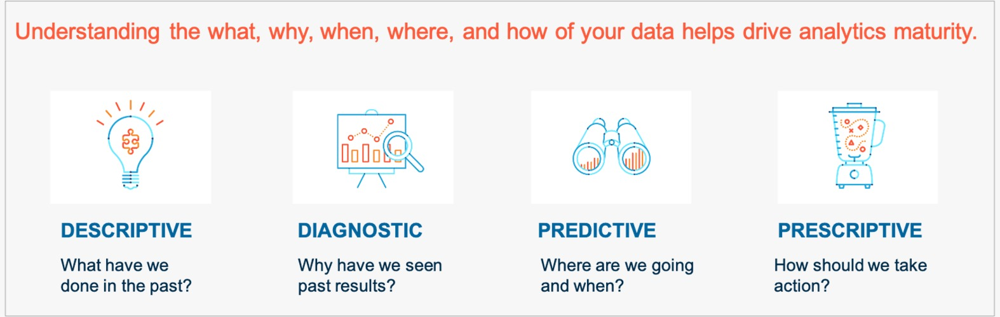 Understanding the what, why, when, where, and how of your data helps drive analytics maturity.
DESCRIPTIVE
What have we
done in the past?
DIAGNOSTIC
Why have we seen
past results?
PREDICTIVE
Where are we going
and when?
PRESCRIPTIVE
How should we take
action?